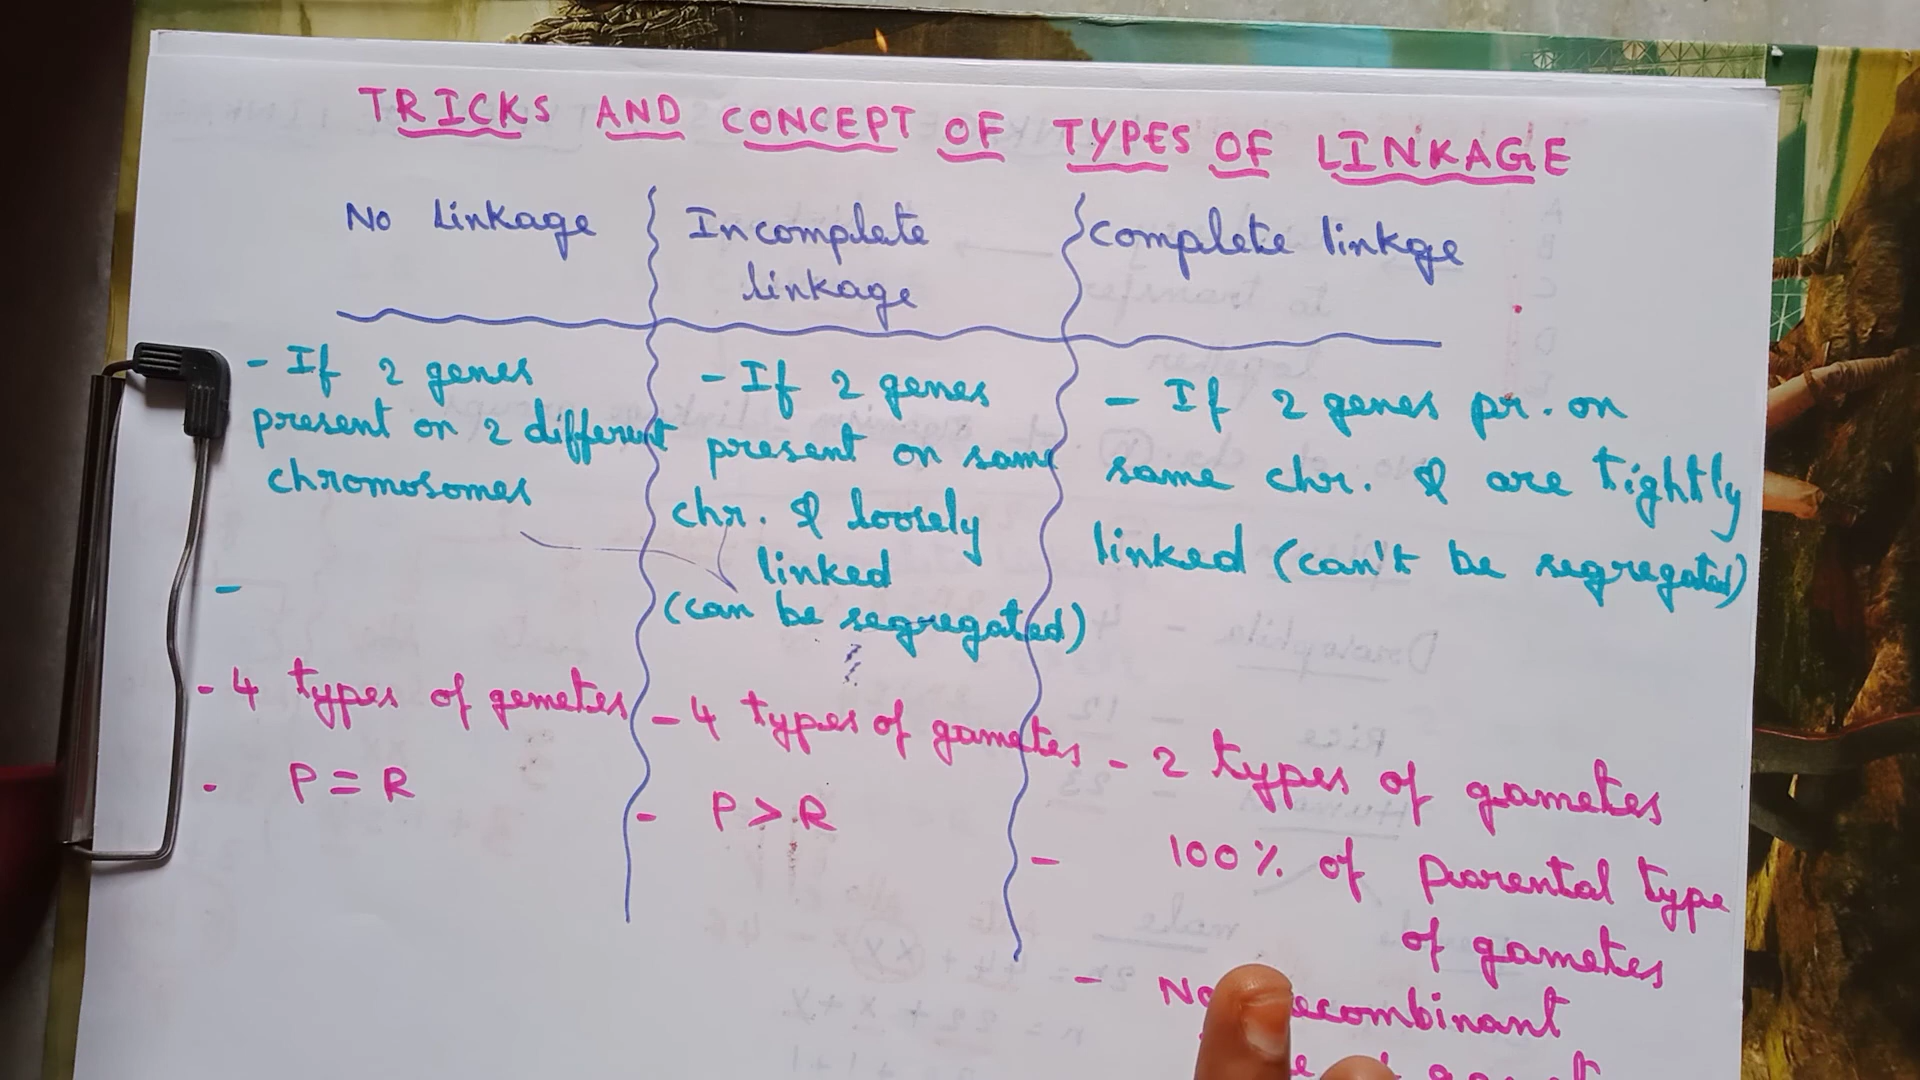 TRICKS AND CONCEPT OF TYPES OF LINKAGE
No Linkage
- If 2 genes
present on 2 different
chromosomes
-
- 4 types of gemetes
- P = R
Incomplete
linkage
- If 2 genes
present on same
chr. & loosely
linked
(can be segregated)
- 4 types of gametes
- P > R
complete linkge
- If 2 genes pr. on
same chr. & are tightly
linked (can't be segregated)
- 2 types of gametes
- 100% of parental type
of gametes
- No recombinant